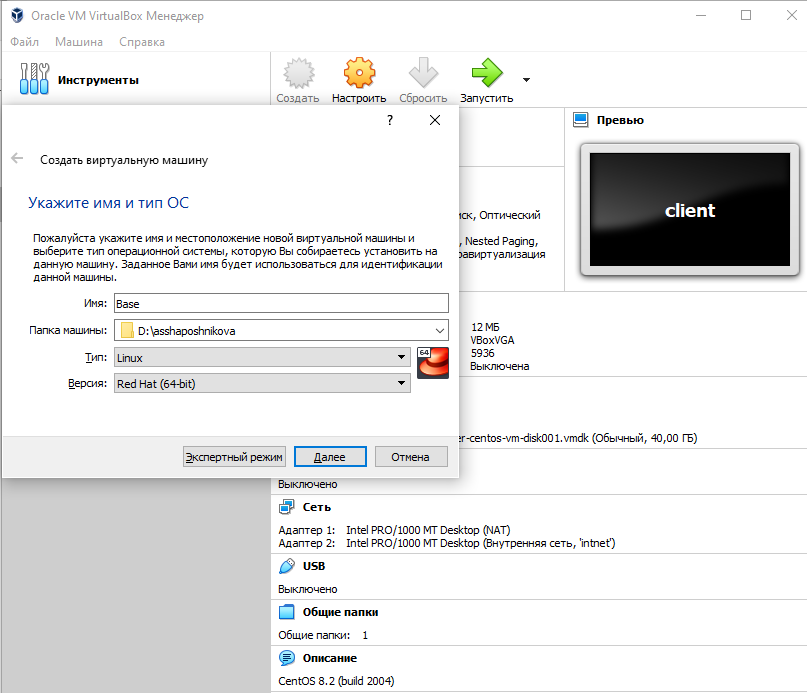 Oracle VM VirtualBox Менеджер
Файл Машина Справка
Инструменты
Создать Настроить Сбросить Запустить
? 
Создать виртуальную машину
Укажите имя и тип ОС
Пожалуйста укажите имя и местоположение новой виртуальной машины и
выберите тип операционной системы, которую Вы собираетесь установить на
данную машину. Заданное Вами имя будет использоваться для идентификации
данной машины.
Имя: Base
Папка машины: D:\asshaposhnikova
Тип: Linux
64
Версия: Red Hat (64-bit)
Экспертный режим Далее Отмена
Превью
client
иск, Оптический
, Nested Paging,
равиртуализация
12 МБ
VBoxVGA
5936
Выключена
er-centos-vm-disk001.vmdk (Обычный, 40,00 ГБ)
Выключено
Сеть
Адаптер 1: Intel PRO/1000 MT Desktop (NAT)
Адаптер 2: Intel PRO/1000 MT Desktop (Внутренняя сеть, 'intnet')
USB
Выключено
Общие папки
Общие папки: 1
Описание
CentOS 8.2 (build 2004)